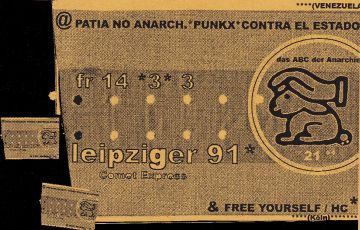 ****(VENEZUELA
@ PATIA NO ANARCH.*PUNKX*CONTRA EL ESTADO
das ABC der Anarchie
fr 14 *3* 3
leipziger 91*
21
Comet Express
& FREE YOURSELF / HC *
****(Köln)